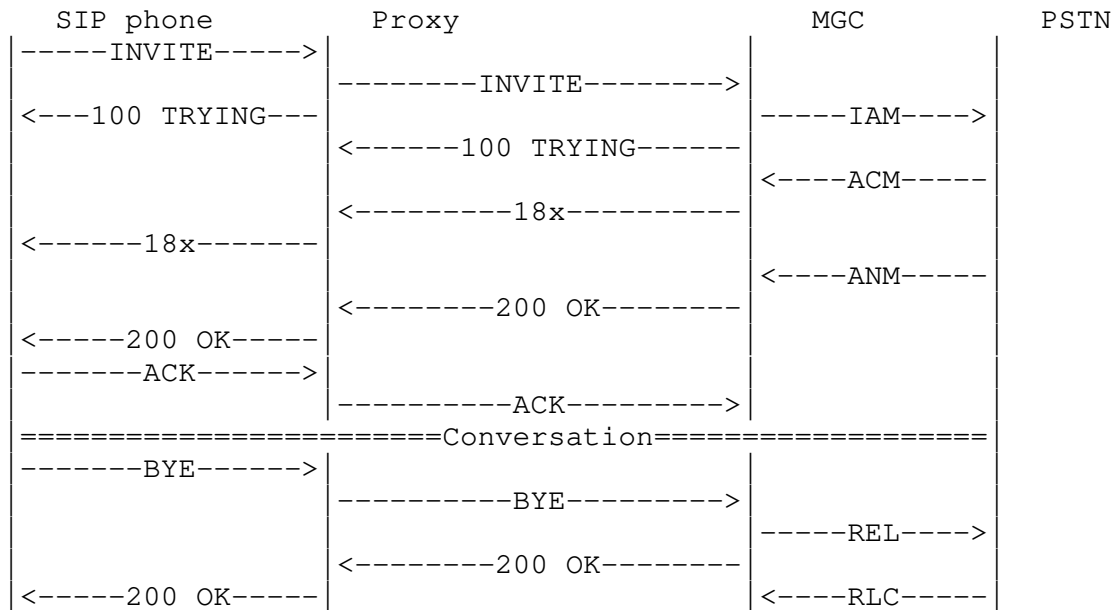 SIP phone Proxy MGC PSTN
|-----INVITE----->| | |
| |--------INVITE-------->| |
|<---100 TRYING---| |-----IAM---->|
| |<------100 TRYING------| |
| | |<----ACM-----|
| |<---------18x----------| |
|<------18x-------| | |
| | |<----ANM-----|
| |<--------200 OK--------| |
|<-----200 OK-----| | |
|-------ACK------>| | |
| |----------ACK--------->| |
|========================Conversation===================|
|-------BYE------>| | |
| |----------BYE--------->| |
| | |-----REL---->|
| |<--------200 OK--------| |
|<-----200 OK-----| |<----RLC-----|